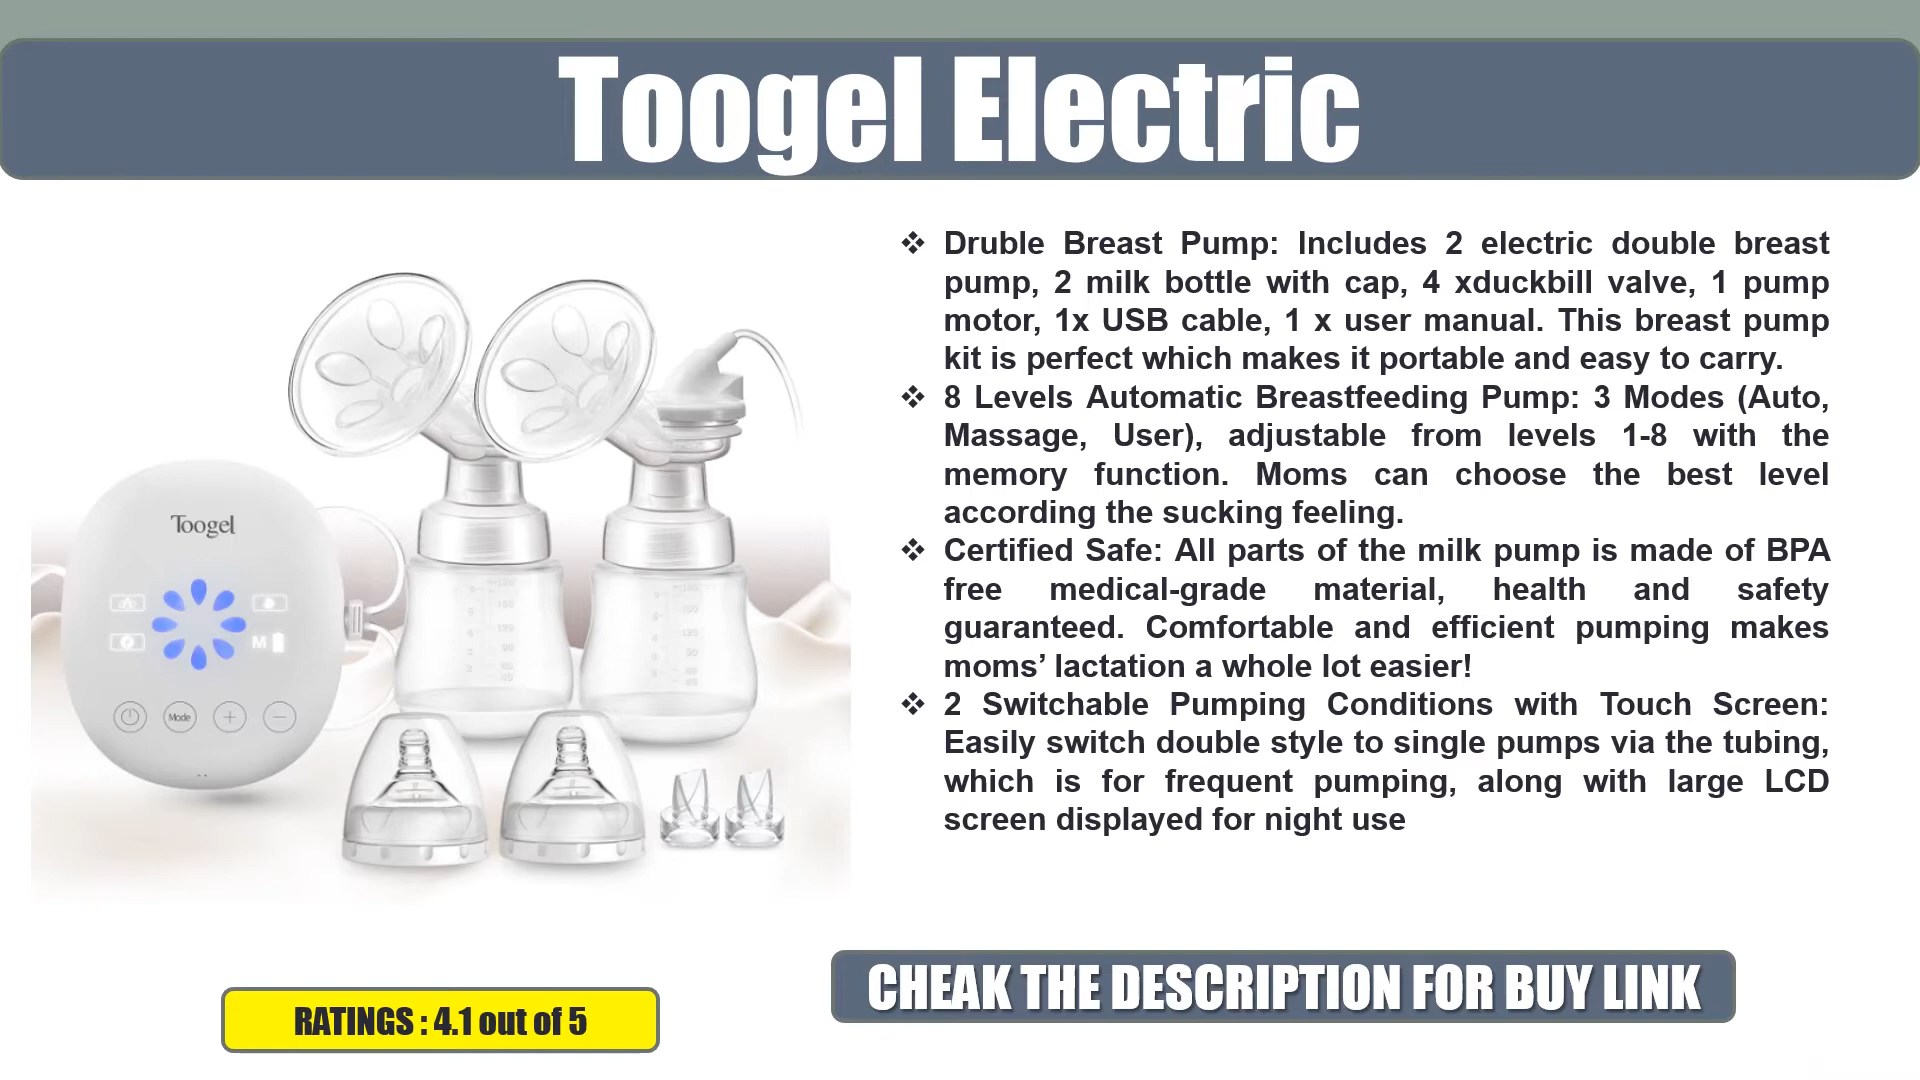 Toogel Electric
❖ Druble Breast Pump: Includes 2 electric double breast
pump, 2 milk bottle with cap, 4 xduckbill valve, 1 pump
motor, 1x USB cable, 1 x user manual. This breast pump
kit is perfect which makes it portable and easy to carry.
❖ 8 Levels Automatic Breastfeeding Pump: 3 Modes (Auto,
Massage, User), adjustable from levels 1-8 with the
memory function. Moms can choose the best level
according the sucking feeling.
❖ Certified Safe: All parts of the milk pump is made of BPA
free medical-grade material, health and safety
guaranteed. Comfortable and efficient pumping makes
moms’ lactation a whole lot easier!
❖ 2 Switchable Pumping Conditions with Touch Screen:
Easily switch double style to single pumps via the tubing,
which is for frequent pumping, along with large LCD
screen displayed for night use
Toogel
M
Mode
RATINGS : 4.1 out of 5
CHEAK THE DESCRIPTION FOR BUY LINK